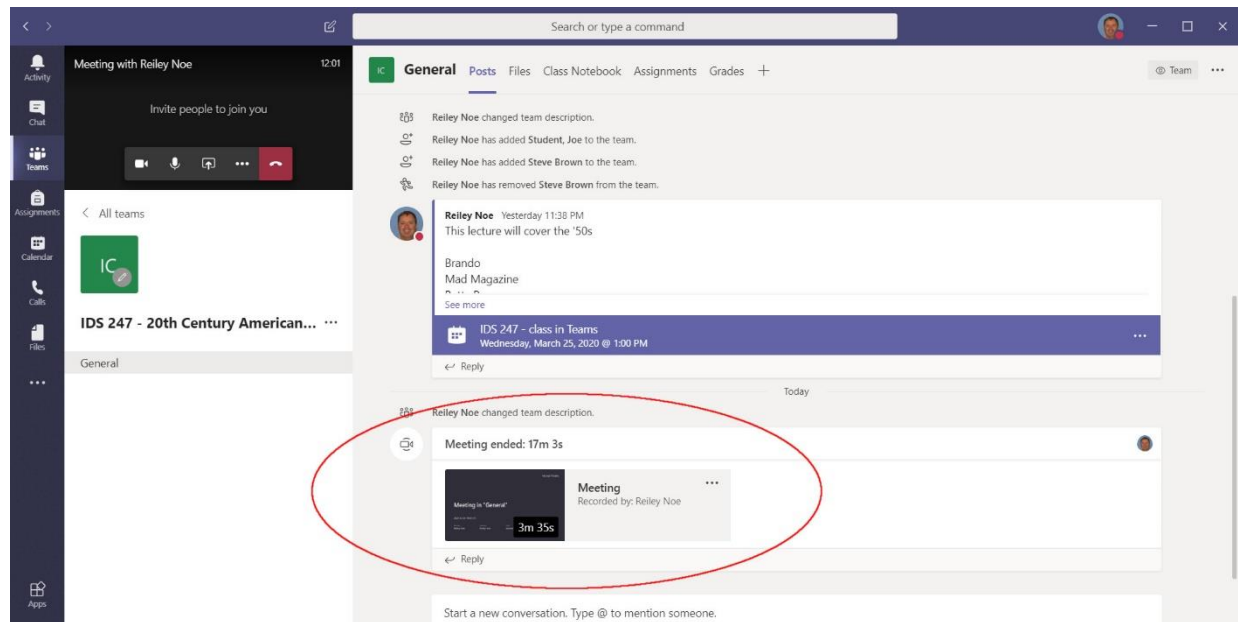 Search or type a command
Activity
Chat
Teams
Assignments
Calendar
Calls
Files
Apps
Meeting with Reiley Noe 12:01
Invite people to join you
All teams
IC
IDS 247 - 20th Century American...
General
IC General Posts Files Class Notebook Assignments Grades Team
Reiley Noe changed team description.
Reiley Noe has added Student, Joe to the team.
Reiley Noe has added Steve Brown to the team.
Reiley Noe has removed Steve Brown from the team.
Reiley Noe Yesterday 11:38 PM
This lecture will cover the '50s
Brando
Mad Magazine
See more
IDS 247 - class in Teams
Wednesday, March 25, 2020 @ 1:00 PM
Reply
Today
Reiley Noe changed team description.
Meeting ended: 17m 3s
Meeting in "General"
3m 35s
Meeting
Recorded by: Reiley Noe
Reply
Start a new conversation. Type @ to mention someone.